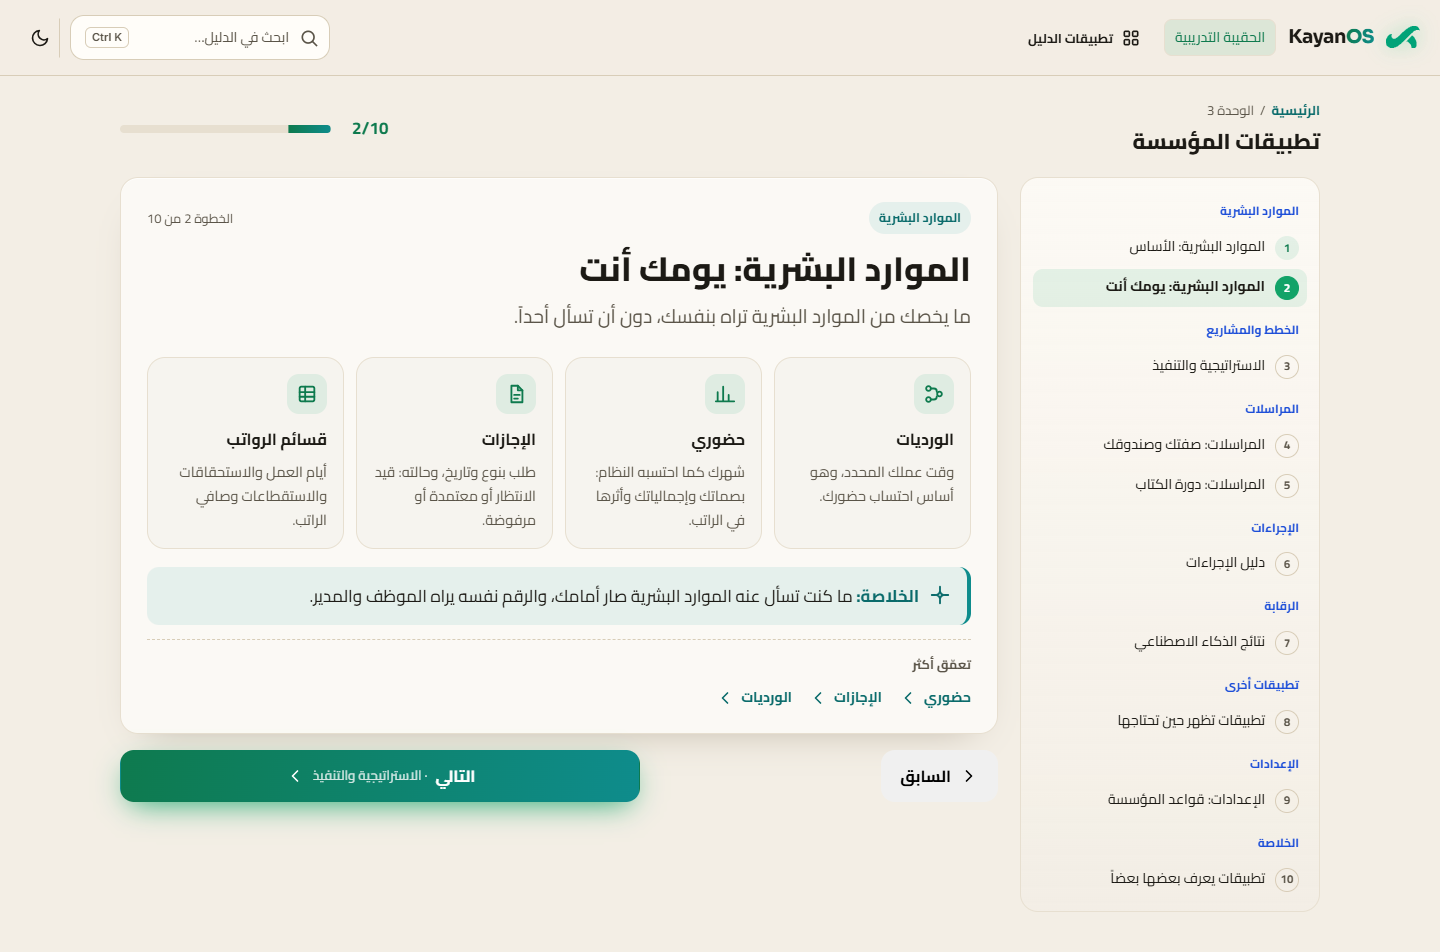 KayanOS
الحقيبة التدريبية
تطبيقات الدليل
ابحث في الدليل...
Ctrl K
الرئيسية / الوحدة 3
تطبيقات المؤسسة
2/10
الموارد البشرية
1 الموارد البشرية: الأساس
2 الموارد البشرية: يومك أنت
الخطط والمشاريع
3 الاستراتيجية والتنفيذ
المراسلات
4 المراسلات: صفتك وصندوقك
5 المراسلات: دورة الكتاب
الإجراءات
6 دليل الإجراءات
الرقابة
7 نتائج الذكاء الاصطناعي
تطبيقات أخرى
8 تطبيقات تظهر حين تحتاجها
الإعدادات
9 الإعدادات: قواعد المؤسسة
الخلاصة
10 تطبيقات يعرف بعضها بعضاً
الموارد البشرية
الخطوة 2 من 10
الموارد البشرية: يومك أنت
ما يخصك من الموارد البشرية تراه بنفسك، دون أن تسأل أحداً.
الورديات
وقت عملك المحدد، وهو
أساس احتساب حضورك.
حضوري
شهرك كما احتسبه النظام:
بصماتك وإجمالياتك وأثرها
في الراتب.
الإجازات
طلب بنوع وتاريخ، وحالته: قيد
الانتظار أو معتمدة أو
مرفوضة.
قسائم الرواتب
أيام العمل والاستحقاقات
والاستقطاعات وصافي
الراتب.
الخلاصة: ما كنت تسأل عنه الموارد البشرية صار أمامك، والرقم نفسه يراه الموظف والمدير.
تعمّق أكثر
حضوري
الإجازات
الورديات
السابق
التالي · الاستراتيجية والتنفيذ